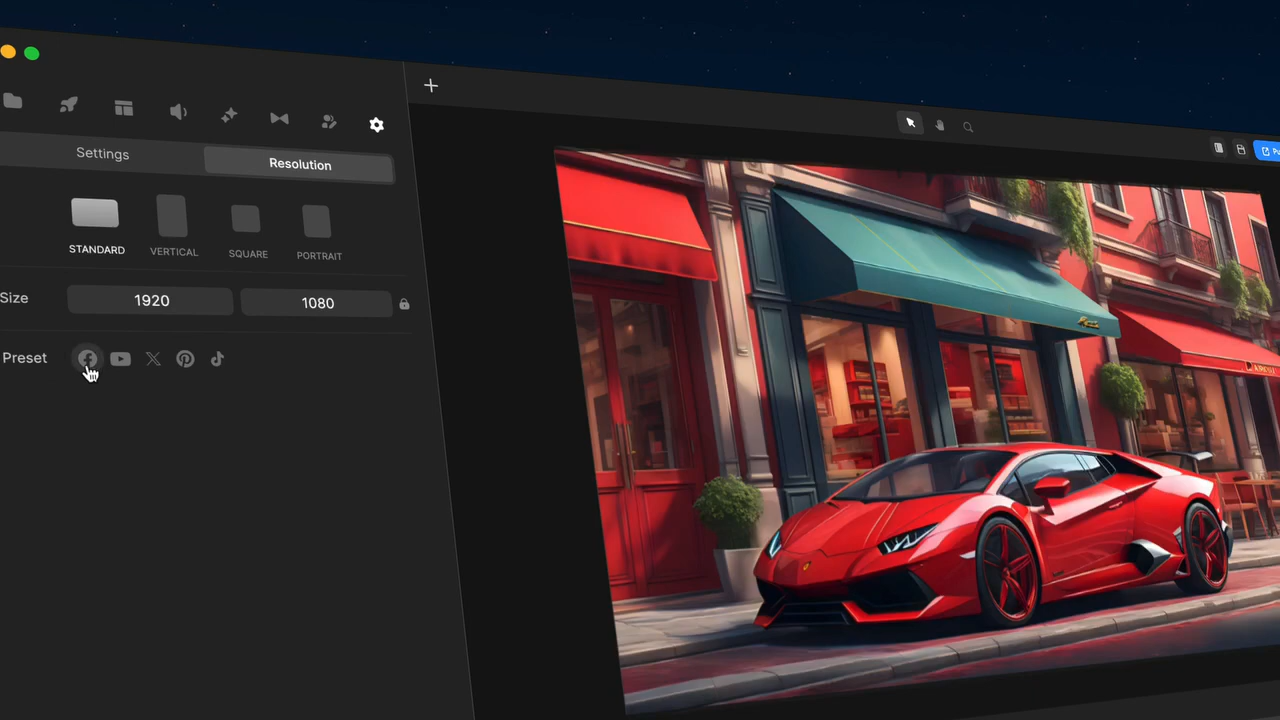 Settings
Resolution
STANDARD
VERTICAL
SQUARE
PORTRAIT
Size
1920
1080
Preset